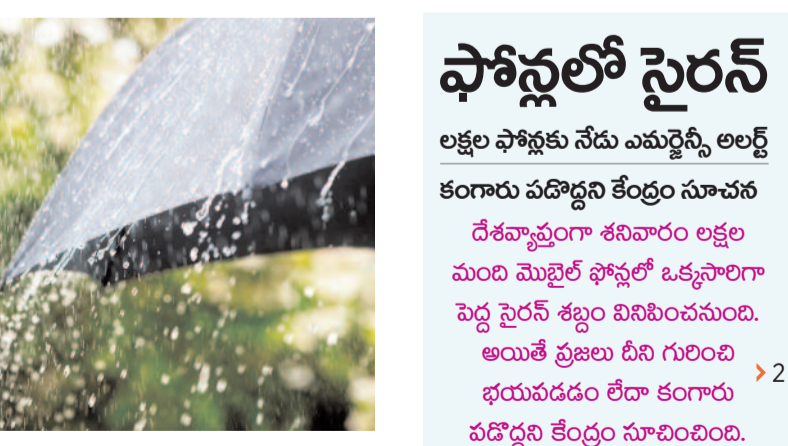 ఫోన్లలో సైరన్
లక్షల ఫోన్లకు నేడు ఎమర్జెన్సీ అలర్ట్
కంగారు పడొద్దని కేంద్రం సూచన
దేశవ్యాప్తంగా శనివారం లక్షల
మంది మొబైల్ ఫోన్లలో ఒక్కసారిగా
పెద్ద సైరన్ శబ్దం వినిపించనుంది.
అయితే ప్రజలు దీని గురించి
భయపడడం లేదా కంగారు
పడొద్దని కేంద్రం సూచించింది.
2